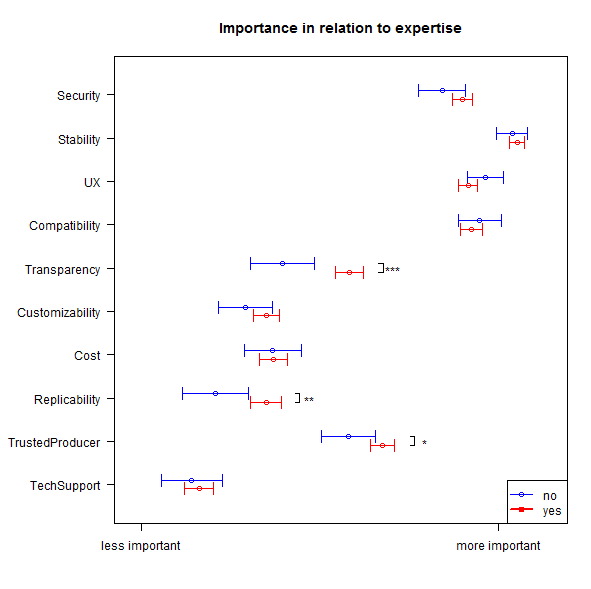 Importance in relation to expertise
Security
Stability
UX
Compatibility
Transparency
***
Customizability
Cost
Replicability
**
TrustedProducer
*
TechSupport
no
yes
less important
more important